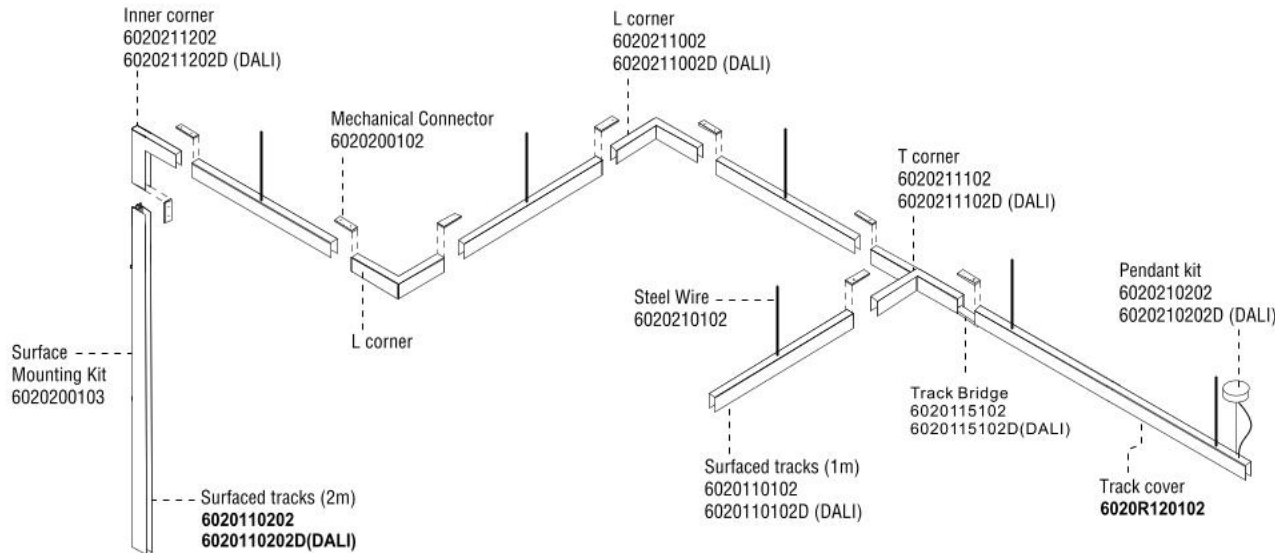 Inner corner
6020211202
6020211202D (DALI)
L corner
6020211002
6020211002D (DALI)
Mechanical Connector
6020200102
T corner
6020211102
6020211102D (DALI)
Pendant kit
6020210202
6020210202D (DALI)
Steel Wire
6020210102
L corner
Surface
Mounting Kit
6020200103
Track Bridge
6020115102
6020115102D(DALI)
Surfaced tracks (1m)
6020110102
6020110102D (DALI)
Track cover
6020R120102
Surfaced tracks (2m)
6020110202
6020110202D(DALI)